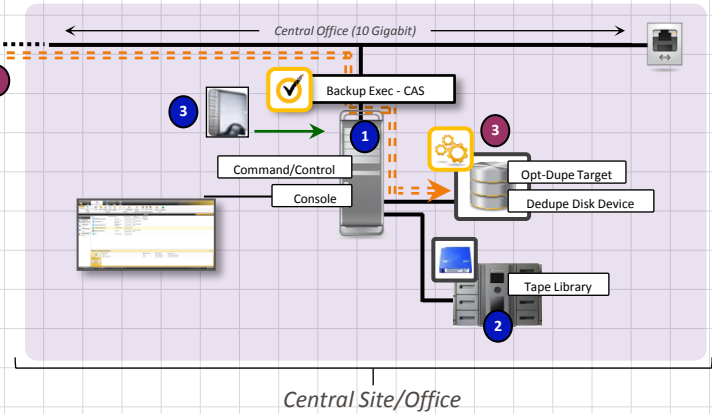 Central Office (10 Gigabit)
Backup Exec - CAS
3
1
3
Command/Control
Opt-Dupe Target
Console
Dedupe Disk Device
Tape Library
2
Central Site/Office